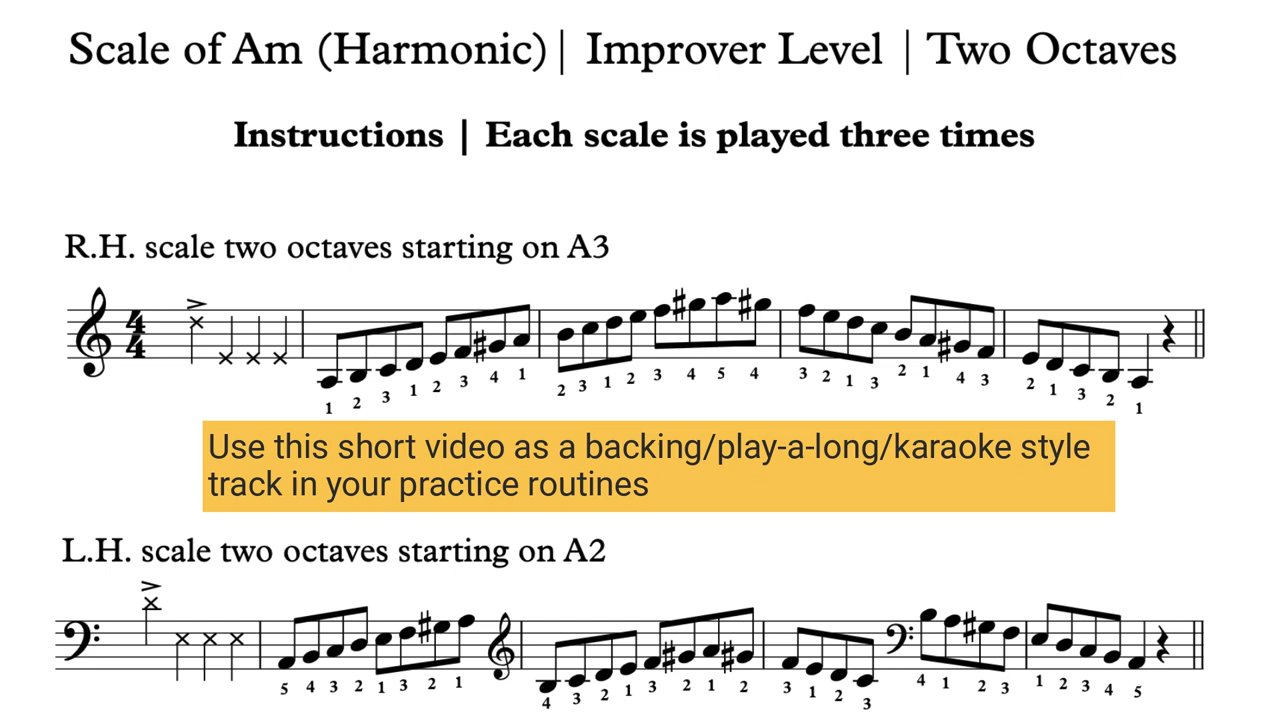 Scale of Am (Harmonic) | Improver Level | Two Octaves
Instructions | Each scale is played three times
R.H. scale two octaves starting on A3
4
4
1 2 3 1 2 3 4 1 2 3 1 2 3 4 5 4 3 2 1 3 2 1 4 3 2 1 3 2 1
Use this short video as a backing/play-a-long/karaoke style
track in your practice routines
L.H. scale two octaves starting on A2
5 4 3 2 1 3 2 1 4 3 2 1 3 2 1 2 3 1 2 3 4 1 2 3 1 2 3 4 5